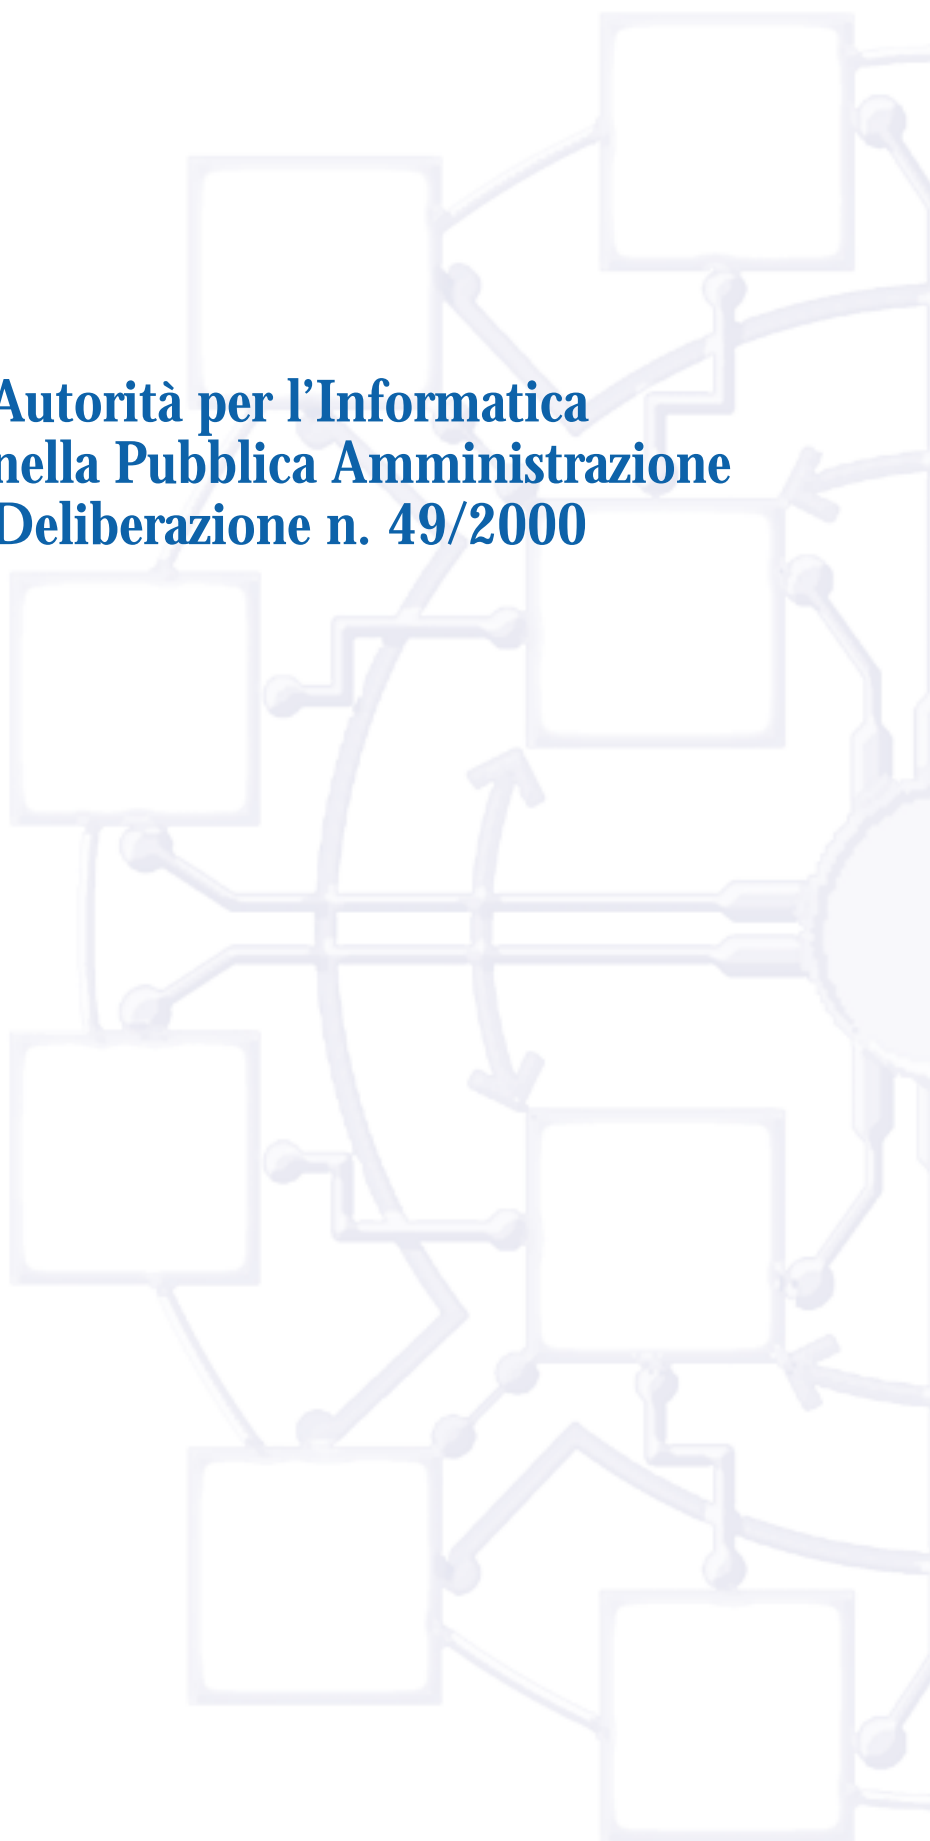 Autorità per l’Informatica
nella Pubblica Amministrazione
Deliberazione n. 49/2000